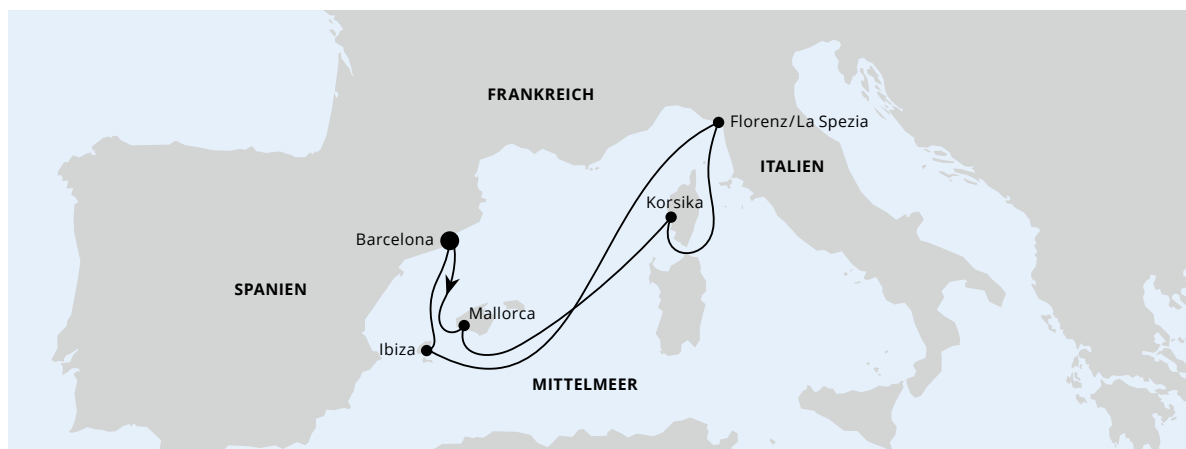 FRANKREICH
Florenz/La Spezia
ITALIEN
Korsika
Barcelona
SPANIEN
Mallorca
Ibiza
MITTELMEER